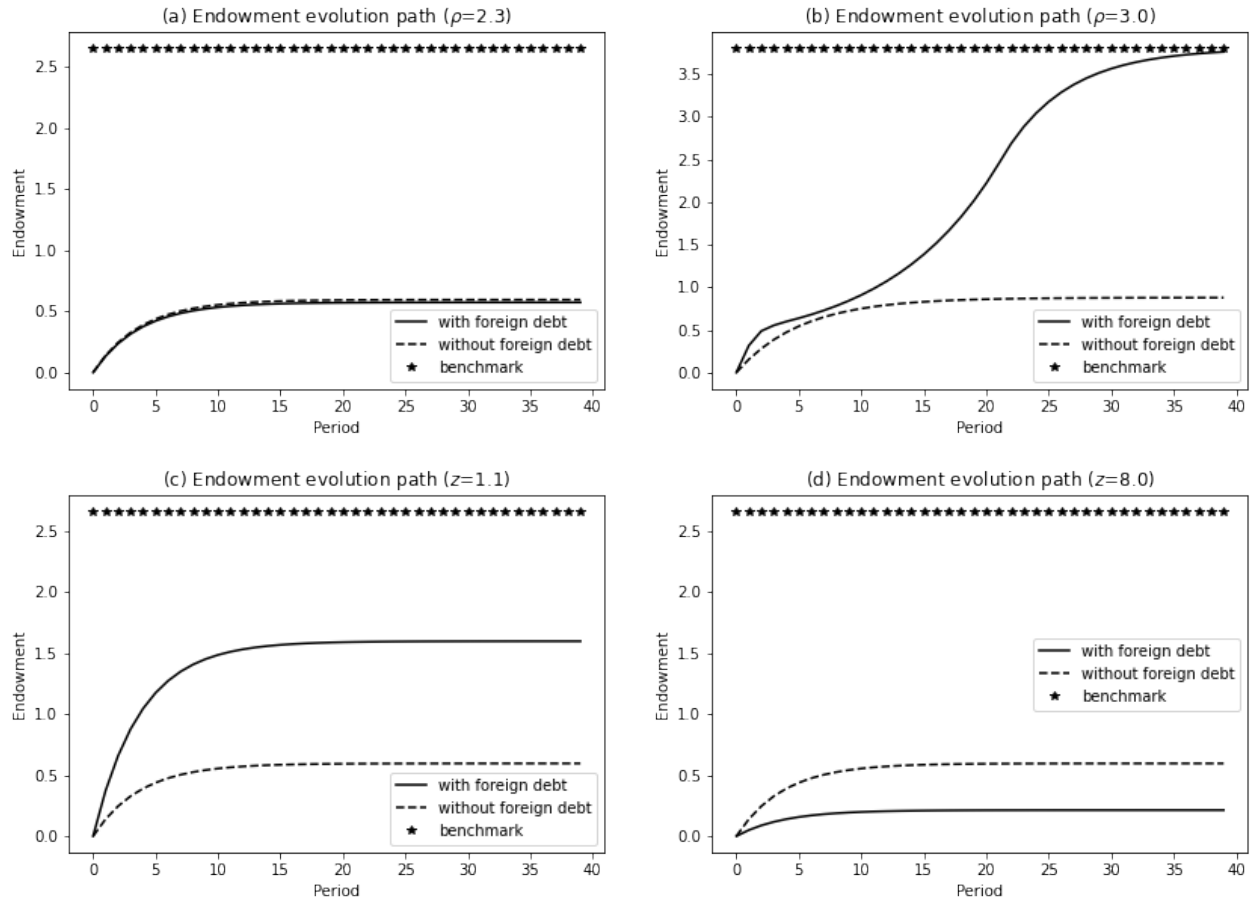 (a) Endowment evolution path (ρ=2.3)
2.5
2.0
1.5
1.0
0.5
0.0
Endowment
with foreign debt
without foreign debt
benchmark
0 5 10 15 20 25 30 35 40
Period
(b) Endowment evolution path (ρ=3.0)
3.5
3.0
2.5
2.0
1.5
1.0
0.5
0.0
Endowment
with foreign debt
without foreign debt
benchmark
0 5 10 15 20 25 30 35 40
Period
(c) Endowment evolution path (z=1.1)
2.5
2.0
1.5
1.0
0.5
0.0
Endowment
with foreign debt
without foreign debt
benchmark
0 5 10 15 20 25 30 35 40
Period
(d) Endowment evolution path (z=8.0)
2.5
2.0
1.5
1.0
0.5
0.0
Endowment
with foreign debt
without foreign debt
benchmark
0 5 10 15 20 25 30 35 40
Period